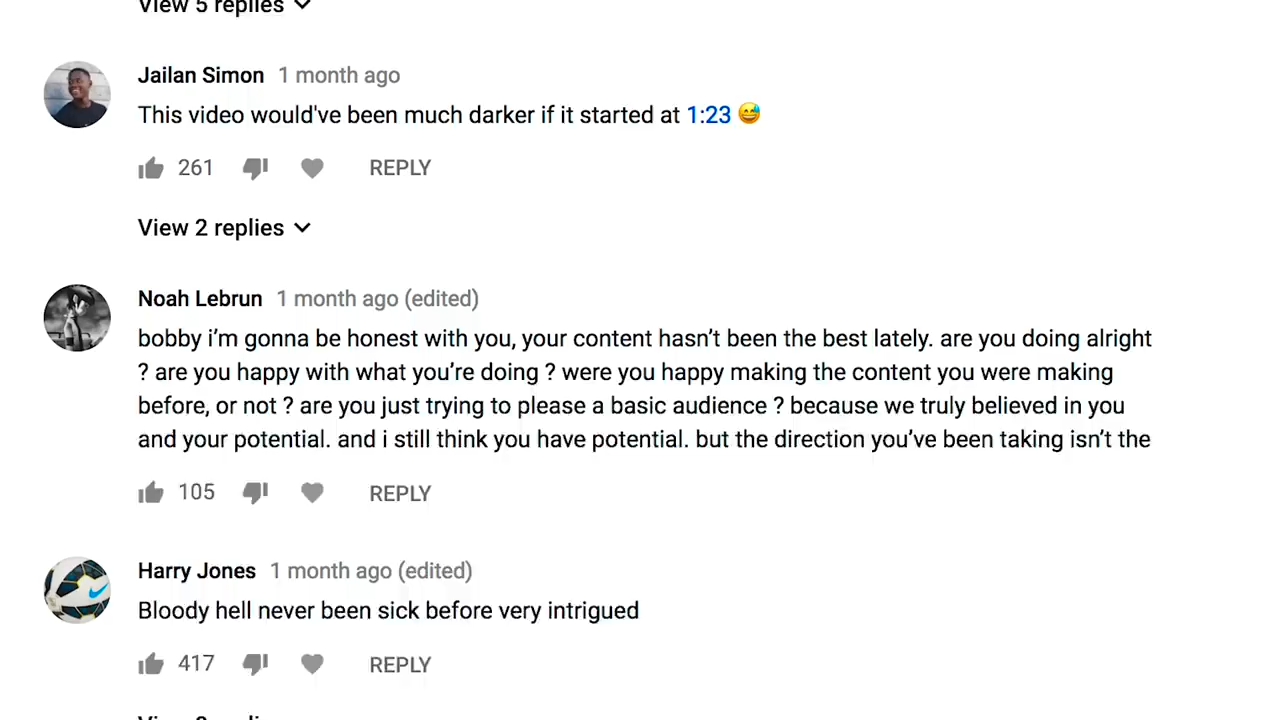 View 5 replies
Jailan Simon 1 month ago
This video would've been much darker if it started at 1:23 😅
261 REPLY
View 2 replies
Noah Lebrun 1 month ago (edited)
bobby i’m gonna be honest with you, your content hasn’t been the best lately. are you doing alright
? are you happy with what you’re doing ? were you happy making the content you were making
before, or not ? are you just trying to please a basic audience ? because we truly believed in you
and your potential. and i still think you have potential. but the direction you’ve been taking isn’t the
105 REPLY
Harry Jones 1 month ago (edited)
Bloody hell never been sick before very intrigued
417 REPLY
View